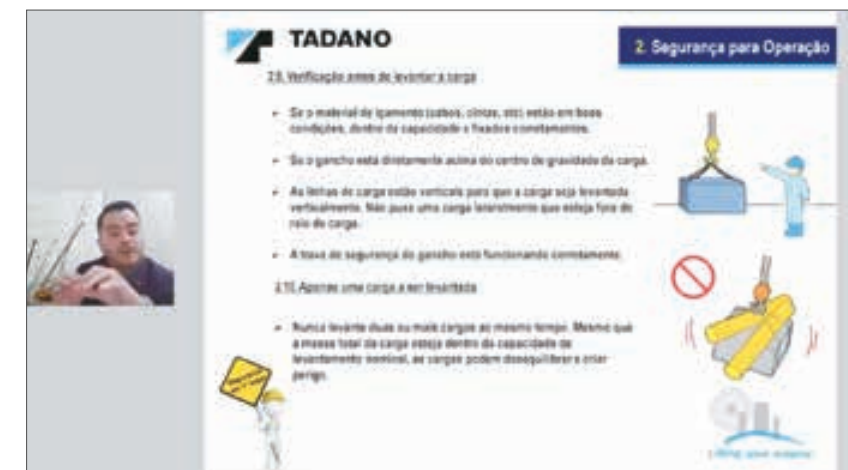 TADANO
2. Segurança para Operação
2.9. Verificação antes de levantar a carga
Se o material de içamento (cabos, cintas, etc) estão em boas
condições, dentro da capacidade e fixados corretamente.
Se o gancho está diretamente acima do centro de gravidade da carga.
As linhas de carga estão verticais para que a carga seja levantada
verticalmente. Não puxe uma carga lateralmente que esteja fora do
raio de carga.
A trava de segurança do gancho está funcionando corretamente.
2.10. Apenas uma carga a ser levantada
Nunca levante duas ou mais cargas ao mesmo tempo. Mesmo que
a massa total da carga esteja dentro da capacidade de
levantamento nominal, as cargas podem desequilibrar e criar
perigo.
Segurança